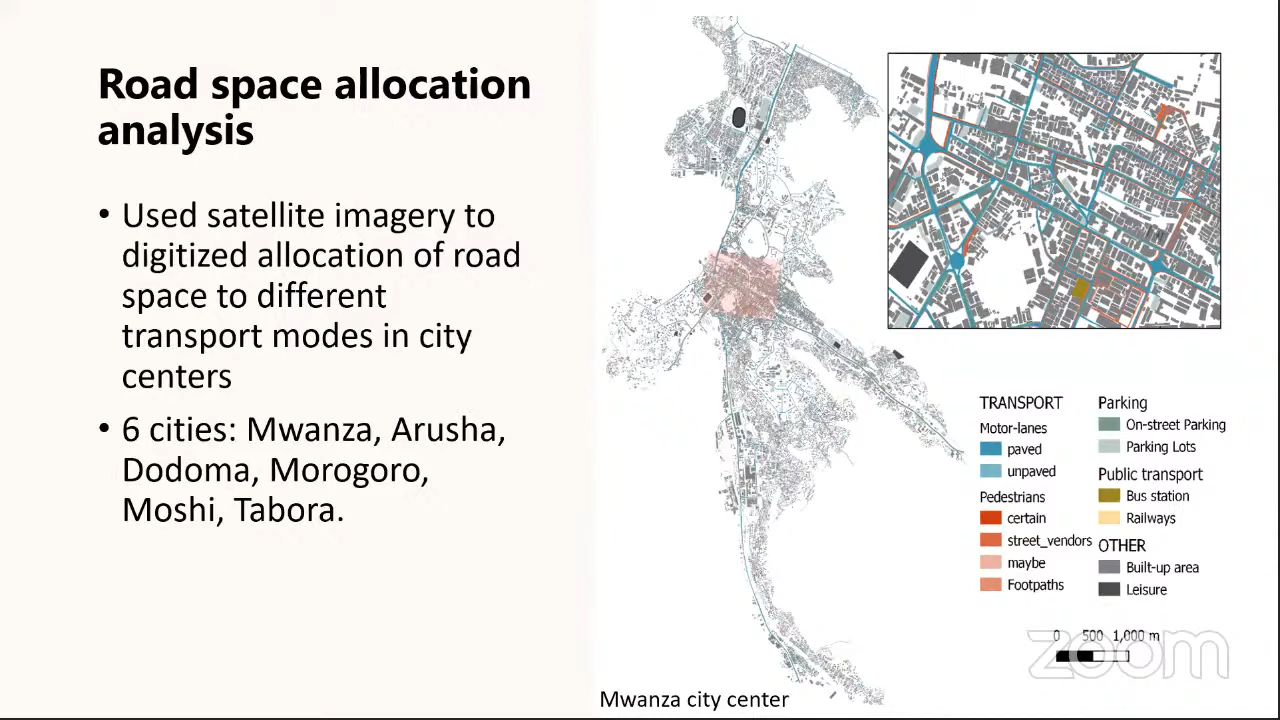 Road space allocation
analysis
• Used satellite imagery to
digitized allocation of road
space to different
transport modes in city
centers
• 6 cities: Mwanza, Arusha,
Dodoma, Morogoro,
Moshi, Tabora.
TRANSPORT
Motor-lanes
paved
unpaved
Pedestrians
certain
street_vendors
maybe
Footpaths
Parking
On-street Parking
Parking Lots
Public transport
Bus station
Railways
OTHER
Built-up area
Leisure
0 500 1,000 m
zoom
Mwanza city center